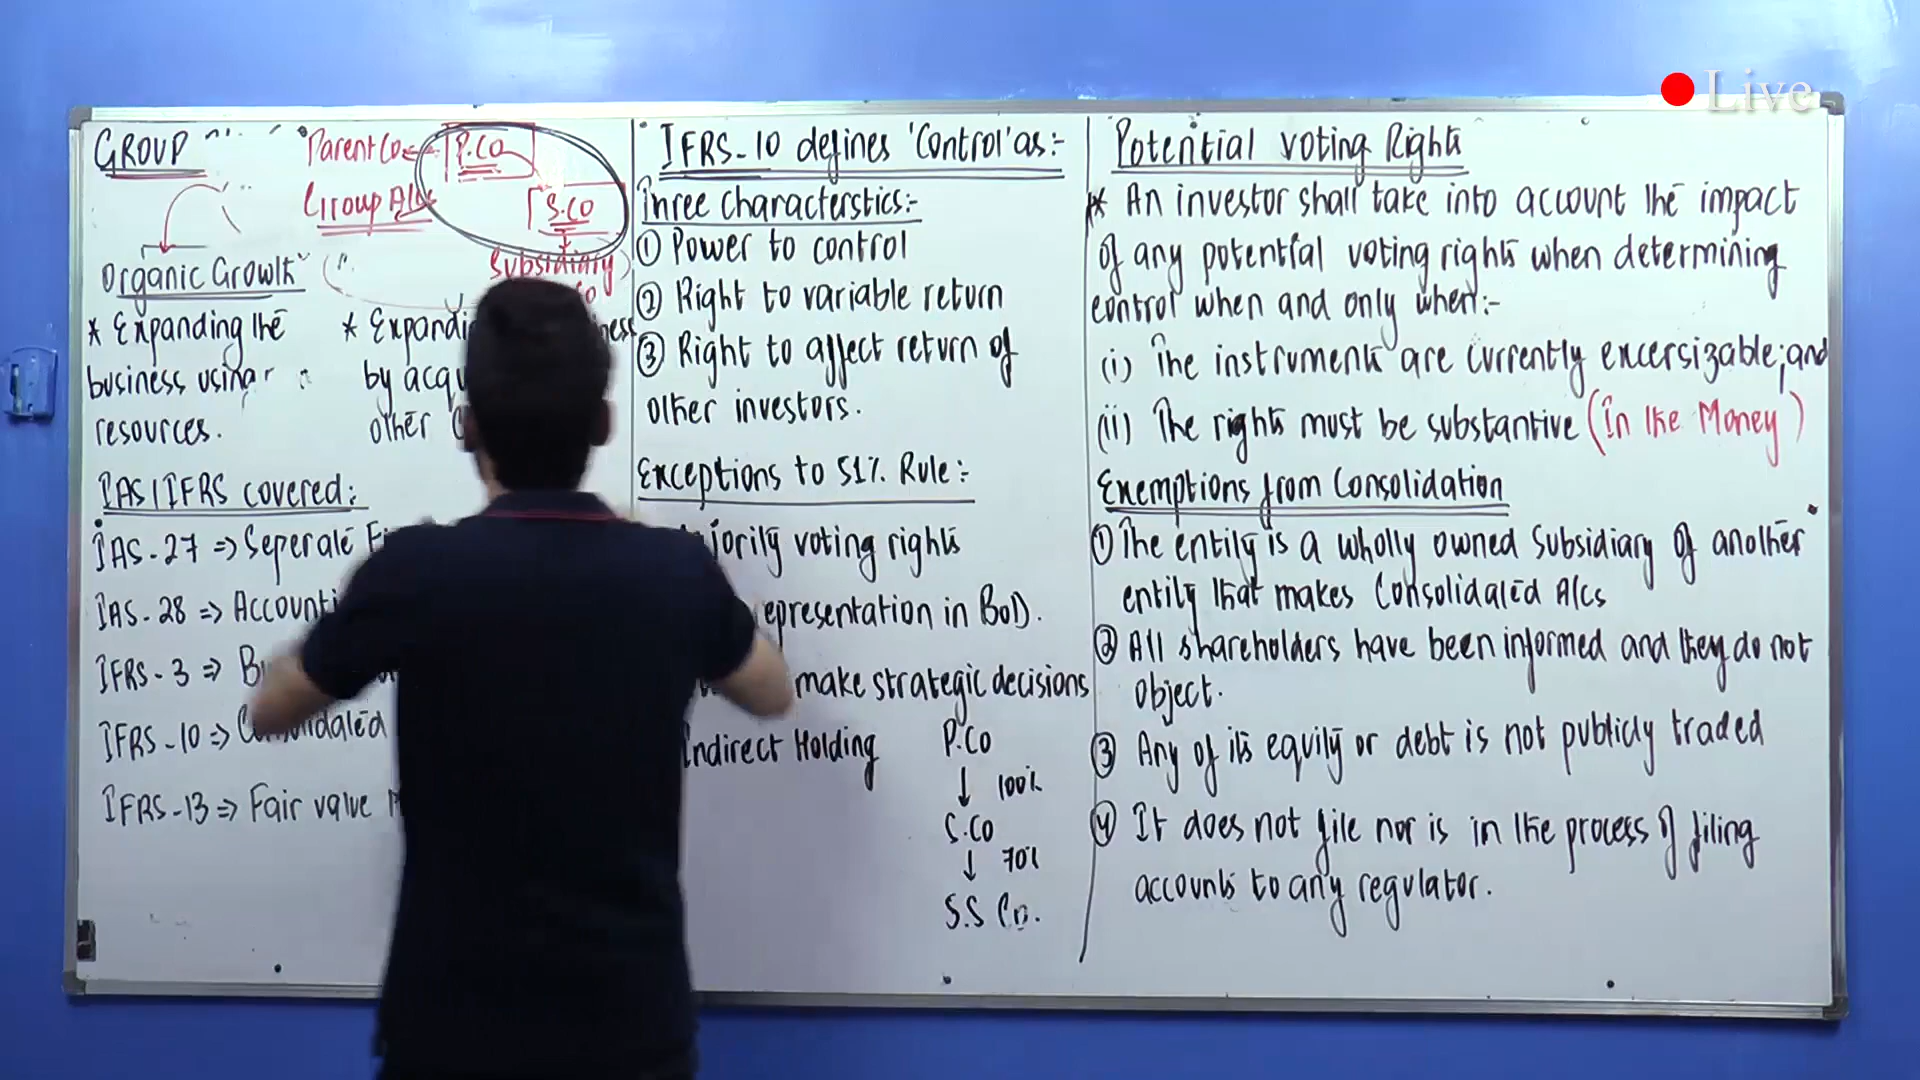 Live
GROUP
Parent Co
P.CO
Group A/cs
S.CO
Subsidiary
Organic Growth
* Expanding the
business using
resources.
* Expandi
by acqu
other
IAS/IFRS covered:
IAS-27 => Seperate
IAS-28 => Accounti
IFRS-3 =>
IFRS-10 => Consolidated
IFRS-13 => Fair value
IFRS-10 defines 'Control' as:-
Three Characterstics:-
① Power to control
② Right to variable return
③ Right to affect return of
other investors.
Exceptions to 51% Rule:-
jority voting rights
epresentation in BoD.
make strategic decisions
Indirect Holding
P.CO
↓ 100%
S.CO
↓ 70%
S.S Co.
Potential Voting Rights
* An investor shall take into account the impact
of any potential voting rights when determining
control when and only when:-
(i) The instruments are currently excersizable; and
(ii) The rights must be substantive (In the Money)
Exemptions from Consolidation
① The entity is a wholly owned Subsidiary of another
entity that makes Consolidated A/cs
② All shareholders have been informed and they do not
object.
③ Any of its equity or debt is not publicly traded
④ It does not file nor is in the process of filing
accounts to any regulator.